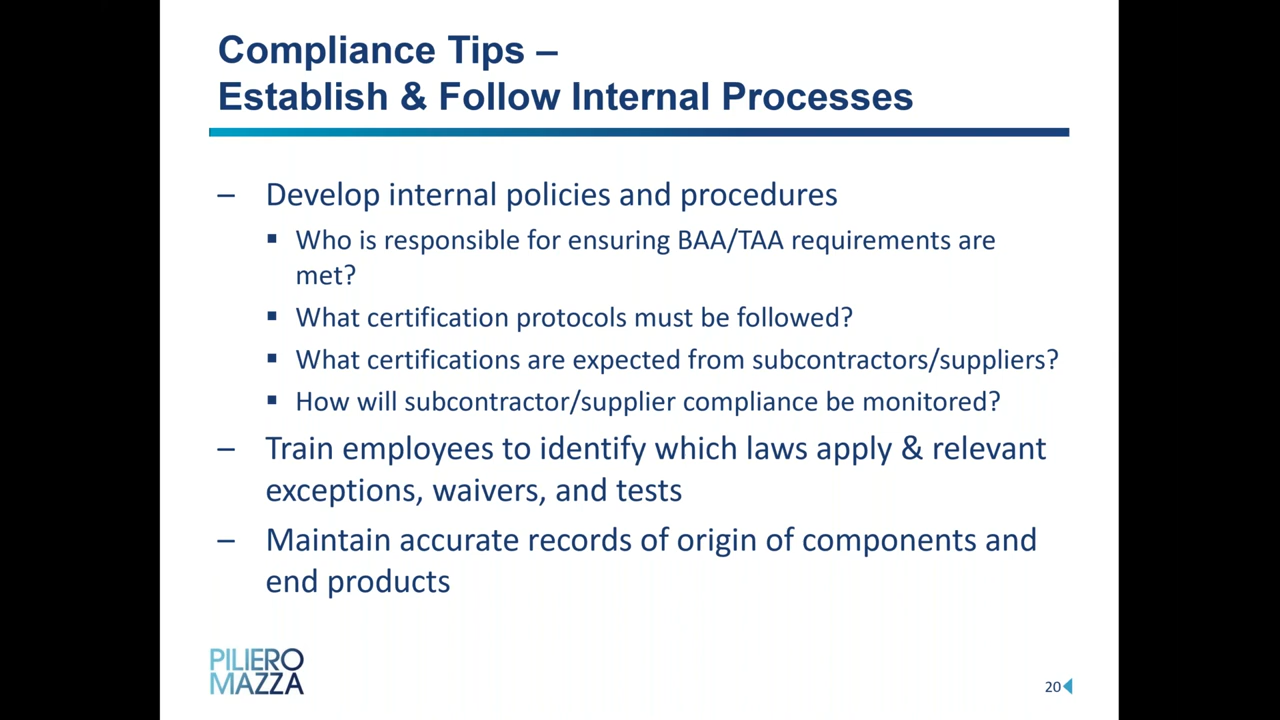 Compliance Tips –
Establish & Follow Internal Processes
– Develop internal policies and procedures
▪ Who is responsible for ensuring BAA/TAA requirements are
met?
▪ What certification protocols must be followed?
▪ What certifications are expected from subcontractors/suppliers?
▪ How will subcontractor/supplier compliance be monitored?
– Train employees to identify which laws apply & relevant
exceptions, waivers, and tests
– Maintain accurate records of origin of components and
end products
PILIERO
MAZZA
20